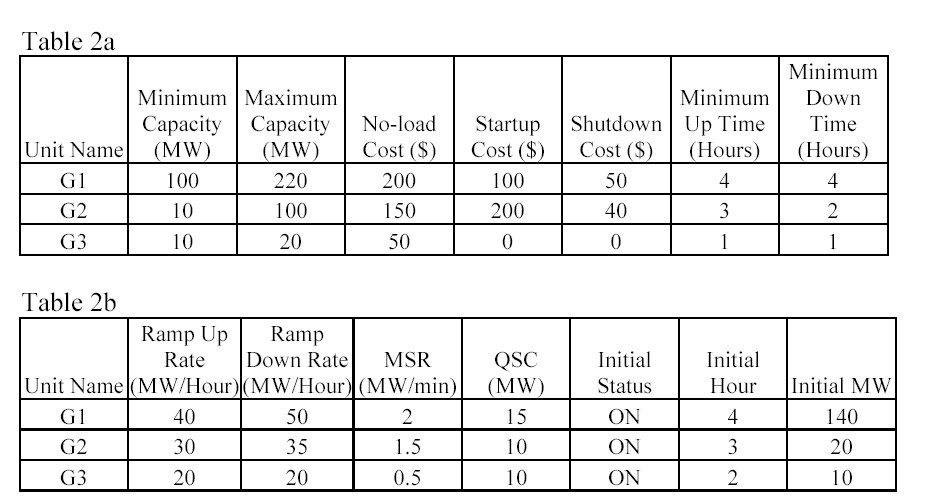 Table 2a
Minimum
Minimum Maximum Minimum Down
Capacity Capacity No-load Startup Shutdown Up Time Time
Unit Name (MW) (MW) Cost ($) Cost ($) Cost ($) (Hours) (Hours)
G1 100 220 200 100 50 4 4
G2 10 100 150 200 40 3 2
G3 10 20 50 0 0 1 1
Table 2b
Ramp Up Ramp
Rate Down Rate MSR QSC Initial Initial
Unit Name (MW/Hour) (MW/Hour) (MW/min) (MW) Status Hour Initial MW
G1 40 50 2 15 ON 4 140
G2 30 35 1.5 10 ON 3 20
G3 20 20 0.5 10 ON 2 10